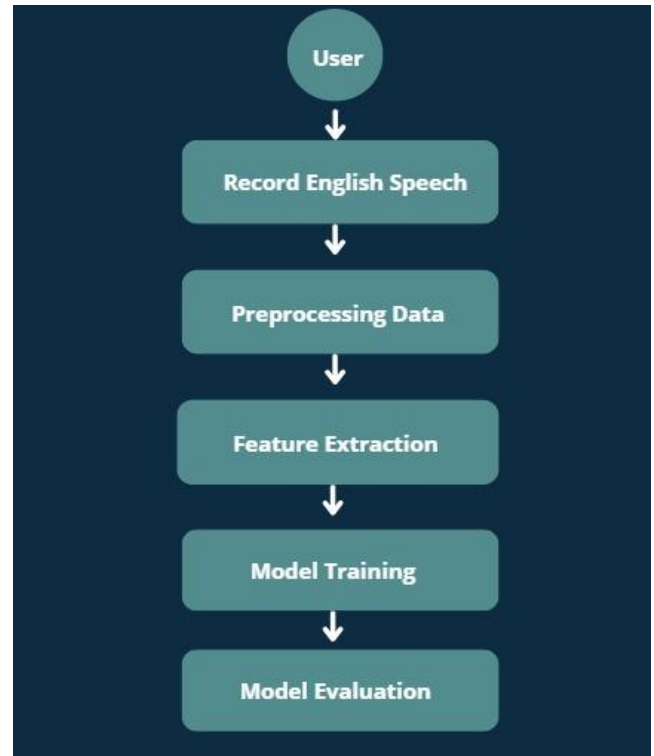 User
Record English Speech
Preprocessing Data
Feature Extraction
Model Training
Model Evaluation